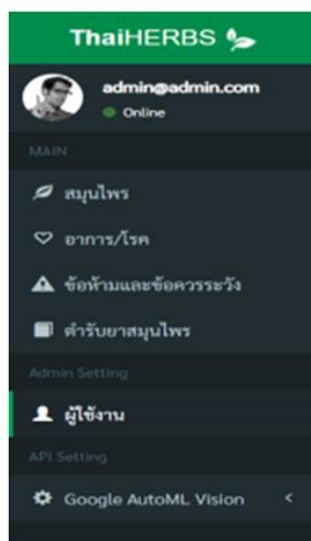 ThaiHERBS
admin@admin.com
Online
MAIN
สมุนไพร
อาการ/โรค
ข้อห้ามและข้อควรระวัง
ตำรับยาสมุนไพร
Admin Setting
ผู้ใช้งาน
API Setting
Google AutoML Vision